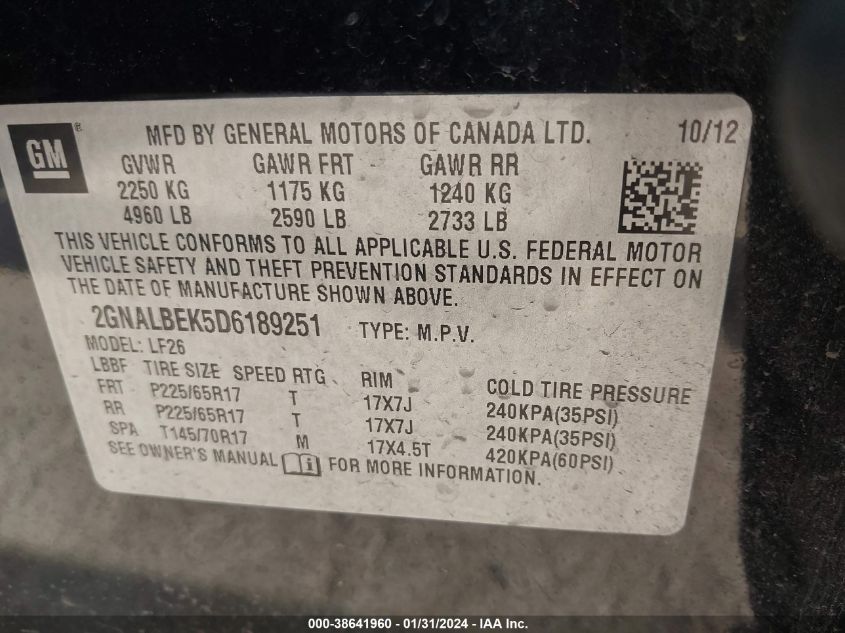 GM ®
MFD BY GENERAL MOTORS OF CANADA LTD. 10/12
GVWR GAWR FRT GAWR RR
2250 KG 1175 KG 1240 KG
4960 LB 2590 LB 2733 LB
THIS VEHICLE CONFORMS TO ALL APPLICABLE U.S. FEDERAL MOTOR
VEHICLE SAFETY AND THEFT PREVENTION STANDARDS IN EFFECT ON
THE DATE OF MANUFACTURE SHOWN ABOVE.
2GNALBEK5D6189251 TYPE: M.P.V.
MODEL: LF26
LBBF TIRE SIZE SPEED RTG RIM COLD TIRE PRESSURE
FRT P225/65R17 T 17X7J 240KPA(35PSI)
RR P225/65R17 T 17X7J 240KPA(35PSI)
SPA T145/70R17 M 17X4.5T 420KPA(60PSI)
SEE OWNER'S MANUAL i FOR MORE INFORMATION.
000-38641960 - 01/31/2024 - IAA Inc.